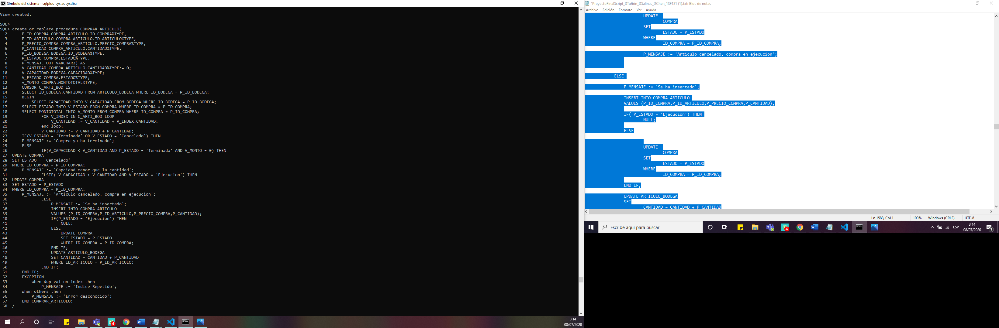 Símbolo del sistema - sqlplus  sys as sysdba
View created.
SQL>
SQL> create or replace procedure COMPRAR_ARTICULO(
  2      P_ID_COMPRA COMPRA_ARTICULO.ID_COMPRA%TYPE,
  3      P_ID_ARTICULO COMPRA_ARTICULO.ID_ARTICULO%TYPE,
  4      P_PRECIO_COMPRA COMPRA_ARTICULO.PRECIO_COMPRA%TYPE,
  5      P_CANTIDAD COMPRA_ARTICULO.CANTIDAD%TYPE,
  6      P_ID_BODEGA BODEGA.ID_BODEGA%TYPE,
  7      P_ESTADO COMPRA.ESTADO%TYPE,
  8      P_MENSAJE OUT VARCHAR2) AS
  9      V_CANTIDAD COMPRA_ARTICULO.CANTIDAD%TYPE:= 0;
 10      V_CAPACIDAD BODEGA.CAPACIDAD%TYPE;
 11      V_ESTADO COMPRA.ESTADO%TYPE;
 12      v_MONTO COMPRA.MONTOTOTAL%TYPE;
 13      CURSOR C_ARTI_BOD IS
 14      SELECT ID_BODEGA,CANTIDAD FROM ARTICULO_BODEGA WHERE ID_BODEGA = P_ID_BODEGA;
 15      BEGIN
 16          SELECT CAPACIDAD INTO V_CAPACIDAD FROM BODEGA WHERE ID_BODEGA = P_ID_BODEGA;
 17      SELECT ESTADO INTO V_ESTADO FROM COMPRA WHERE ID_COMPRA = P_ID_COMPRA;
 18      SELECT MONTOTOTAL INTO V_MONTO FROM COMPRA WHERE ID_COMPRA = P_ID_COMPRA;
 19              FOR V_INDEX IN C_ARTI_BOD LOOP
 20                  V_CANTIDAD := V_CANTIDAD + V_INDEX.CANTIDAD;
 21              end loop;
 22              V_CANTIDAD := V_CANTIDAD + P_CANTIDAD;
 23      IF(V_ESTADO = 'Terminada' OR V_ESTADO = 'Cancelado') THEN
 24      P_MENSAJE := 'Compra ya ha terminado';
 25      ELSE
 26              IF(V_CAPACIDAD < V_CANTIDAD AND P_ESTADO = 'Terminada' AND V_MONTO = 0) THEN
 27  UPDATE COMPRA
 28  SET ESTADO = 'Cancelado'
 29  WHERE ID_COMPRA = P_ID_COMPRA;
 30      P_MENSAJE := 'Capcidad menor que la cantidad';
 31              ELSIF( V_CAPACIDAD < V_CANTIDAD AND V_ESTADO = 'Ejecucion') THEN
 32  UPDATE COMPRA
 33  SET ESTADO = P_ESTADO
 34  WHERE ID_COMPRA = P_ID_COMPRA;
 35      P_MENSAJE := 'Articulo cancelado, compra en ejecucion';
 36              ELSE
 37                  P_MENSAJE := 'Se ha insertado';
 38                  INSERT INTO COMPRA_ARTICULO
 39                  VALUES (P_ID_COMPRA,P_ID_ARTICULO,P_PRECIO_COMPRA,P_CANTIDAD);
 40                  IF(P_ESTADO = 'Ejecucion') THEN
 41                      NULL;
 42                  ELSE
 43                      UPDATE COMPRA
 44                      SET ESTADO = P_ESTADO
 45                      WHERE ID_COMPRA = P_ID_COMPRA;
 46                  END IF;
 47                  UPDATE ARTICULO_BODEGA
 48                  SET CANTIDAD = CANTIDAD + P_CANTIDAD
 49                  WHERE ID_ARTICULO = P_ID_ARTICULO;
 50              END IF;
 51      END IF;
 52      EXCEPTION
 53          when dup_val_on_index then
 54              P_MENSAJE := 'Indice Repetido';
 55      when others then
 56          P_MENSAJE := 'Error desconocido';
 57      END COMPRAR_ARTICULO;
 58  /
4
3:14
08/07/2020
*ProyectoFinalScript_DTuñón_DSalinas_DChen_1SF131 (1).txt: Bloc de notas
Archivo Edición Formato Ver Ayuda
UPDATE
COMPRA
SET
ESTADO = P_ESTADO
WHERE
ID_COMPRA = P_ID_COMPRA;
P_MENSAJE := 'Articulo cancelado, compra en ejecucion';
ELSE
P_MENSAJE := 'Se ha insertado';
INSERT INTO COMPRA_ARTICULO
VALUES (P_ID_COMPRA,P_ID_ARTICULO,P_PRECIO_COMPRA,P_CANTIDAD);
IF( P_ESTADO = 'Ejecucion') THEN
NULL;
ELSE
UPDATE
COMPRA
SET
ESTADO = P_ESTADO
WHERE
ID_COMPRA = P_ID_COMPRA;
END IF;
UPDATE ARTICULO_BODEGA
SET
CANTIDAD = CANTIDAD + P_CANTIDAD
Ln 1588, Col 1 100% Windows (CRLF) UTF-8
Escribe aquí para buscar
4
ESP
3:14
08/07/2020
1